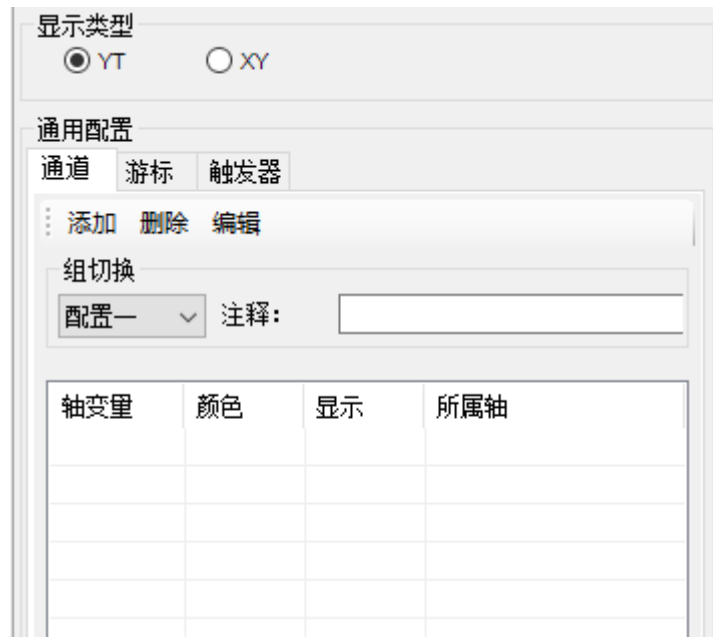 显示类型
YT XY
通用配置
通道 游标 触发器
添加 删除 编辑
组切换
配置一 注释:
轴变量 颜色 显示 所属轴